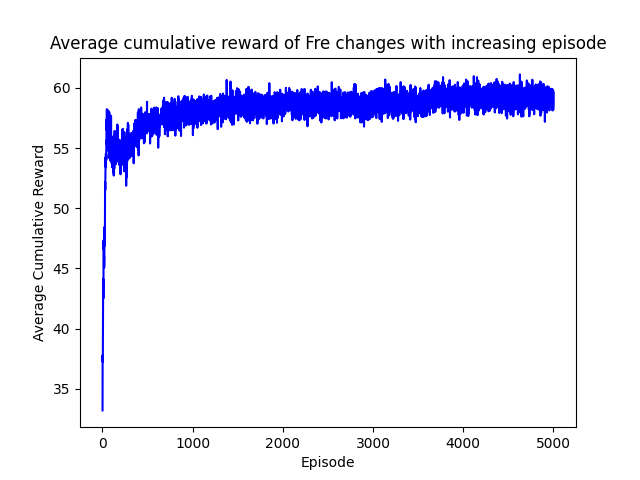 Average cumulative reward of Fre changes with increasing episode
60
55
50
45
40
35
Average Cumulative Reward
0 1000 2000 3000 4000 5000
Episode